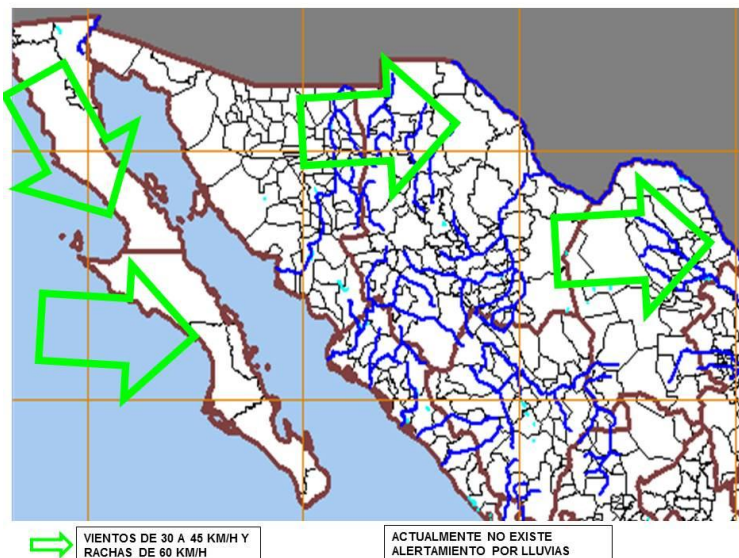 VIENTOS DE 30 A 45 KM/H Y
RACHAS DE 60 KM/H
ACTUALMENTE NO EXISTE
ALERTAMIENTO POR LLUVIAS